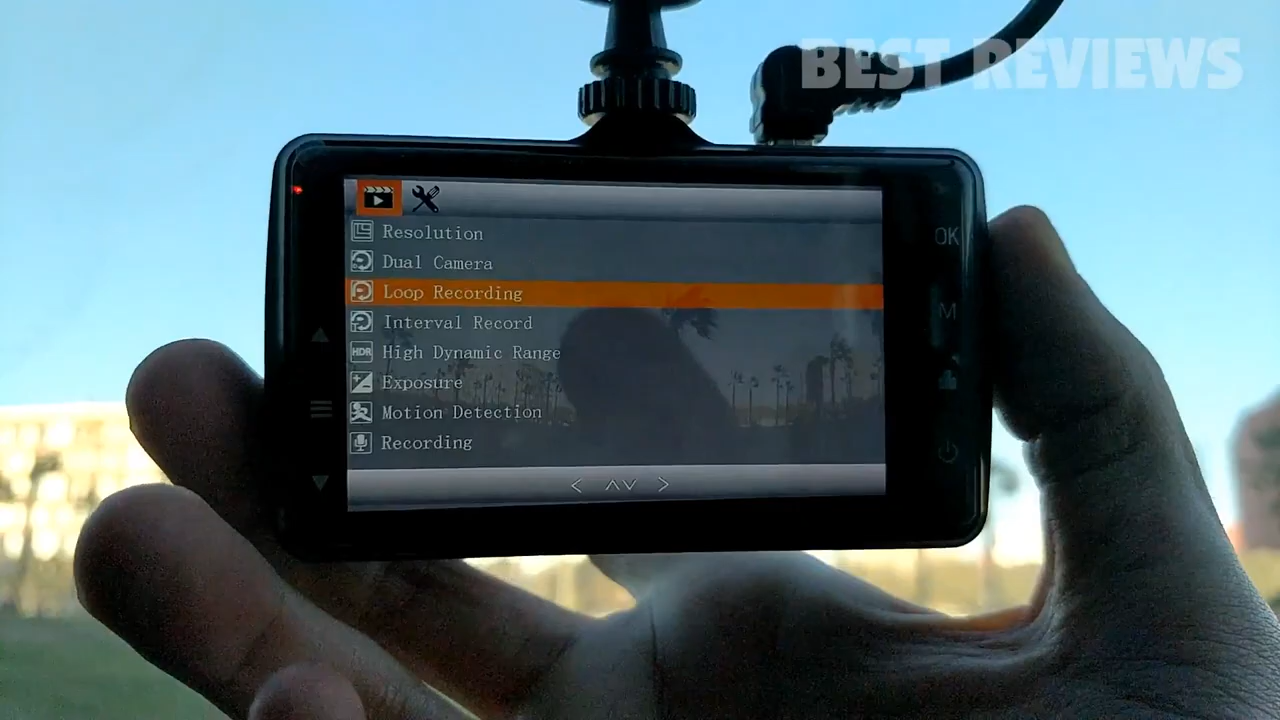 BEST REVIEWS
Resolution
Dual Camera
Loop Recording
Interval Record
HDR High Dynamic Range
Exposure
Motion Detection
Recording
OK
M